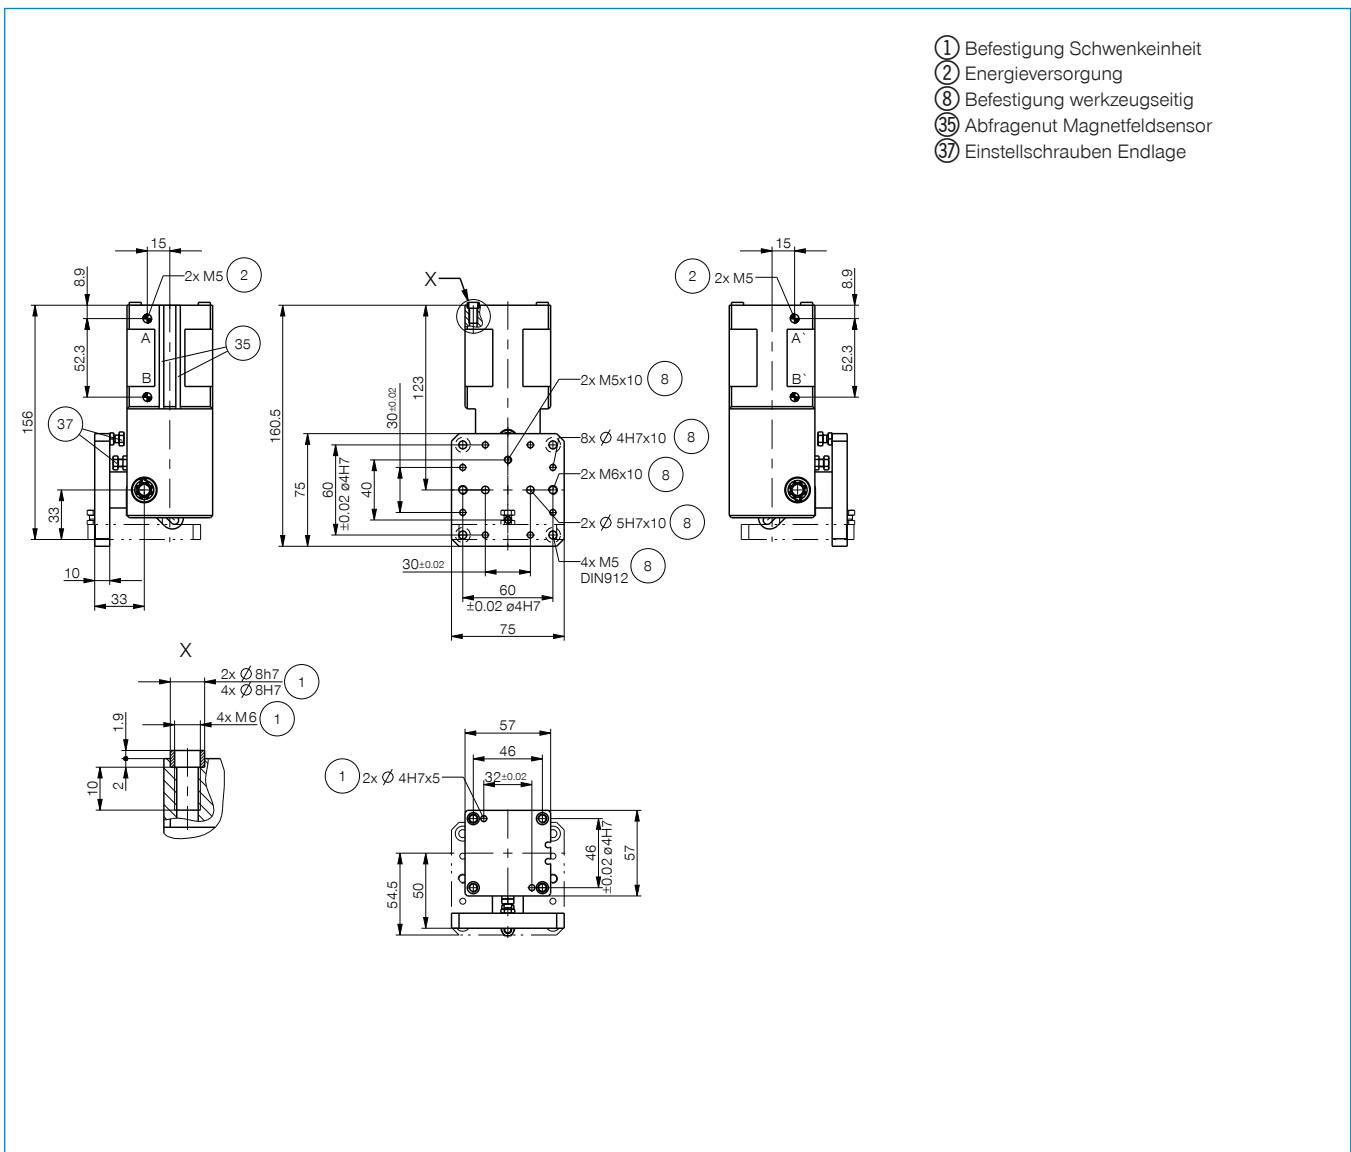 1 Befestigung Schwenkeinheit
2 Energieversorgung
8 Befestigung werkzeugseitig
35 Abfragenut Magnetfeldsensor
37 Einstellschrauben Endlage
15
8.9
2x M5 2
A
B
52.3
35
156
37
33
10
33
X
160.5
123
30±0.02
75
60
±0.02 ø4H7
40
2x M5x10 8
8x Ø 4H7x10 8
2x M6x10 8
2x Ø 5H7x10 8
4x M5 8
DIN912
30±0.02
60
±0.02 ø4H7
75
15
2 2x M5
8.9
A`
B`
52.3
X
2x Ø 8h7 1
4x Ø 8H7
4x M6 1
1.9
2
10
57
46
32±0.02
1 2x Ø 4H7x5
46
±0.02 ø4H7
57
50
54.5